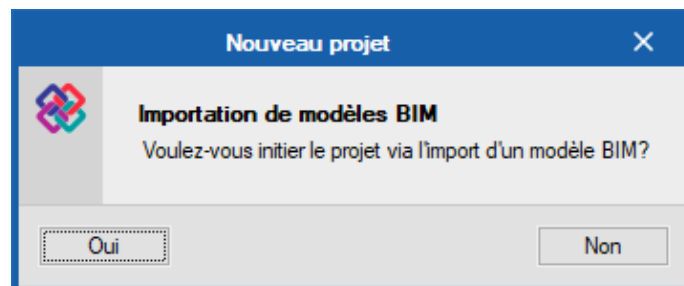 Nouveau projet
Importation de modèles BIM
Voulez-vous initier le projet via l'import d'un modèle BIM?
Oui
Non